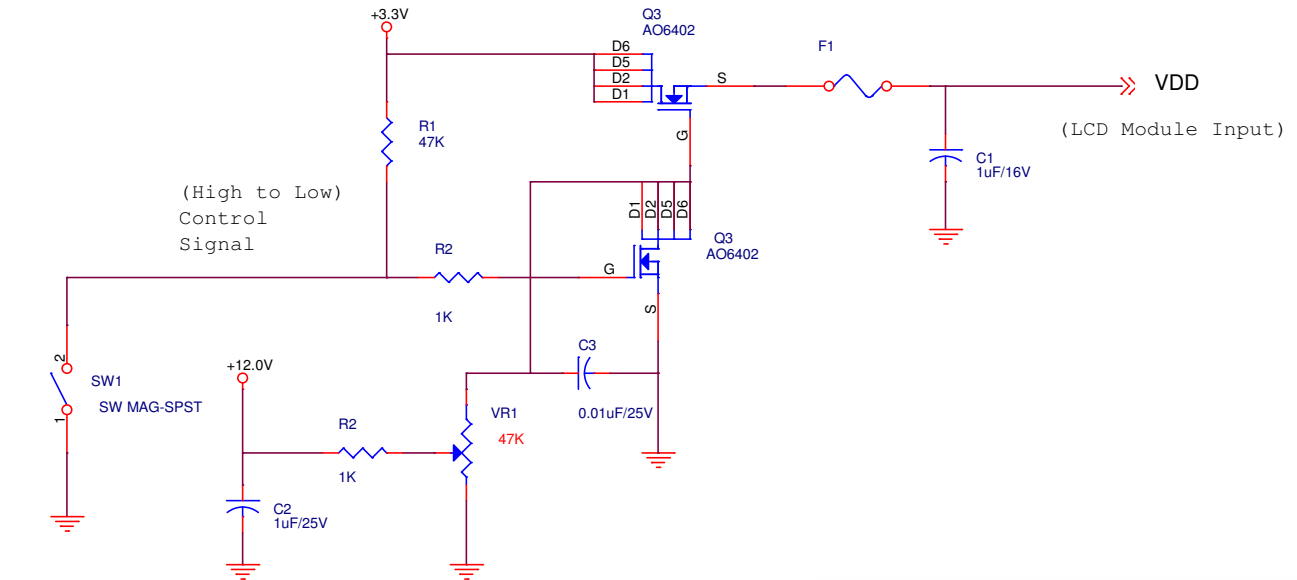 +3.3V
Q3
AO6402
F1
D6
D5
D2
D1
S
G
VDD
(LCD Module Input)
R1
47K
C1
1uF/16V
(High to Low)
Control
Signal
D1
D2
D5
D6
Q3
AO6402
R2
1K
G
S
2
SW1
SW MAG-SPST
1
+12.0V
C3
0.01uF/25V
R2
1K
VR1
47K
C2
1uF/25V